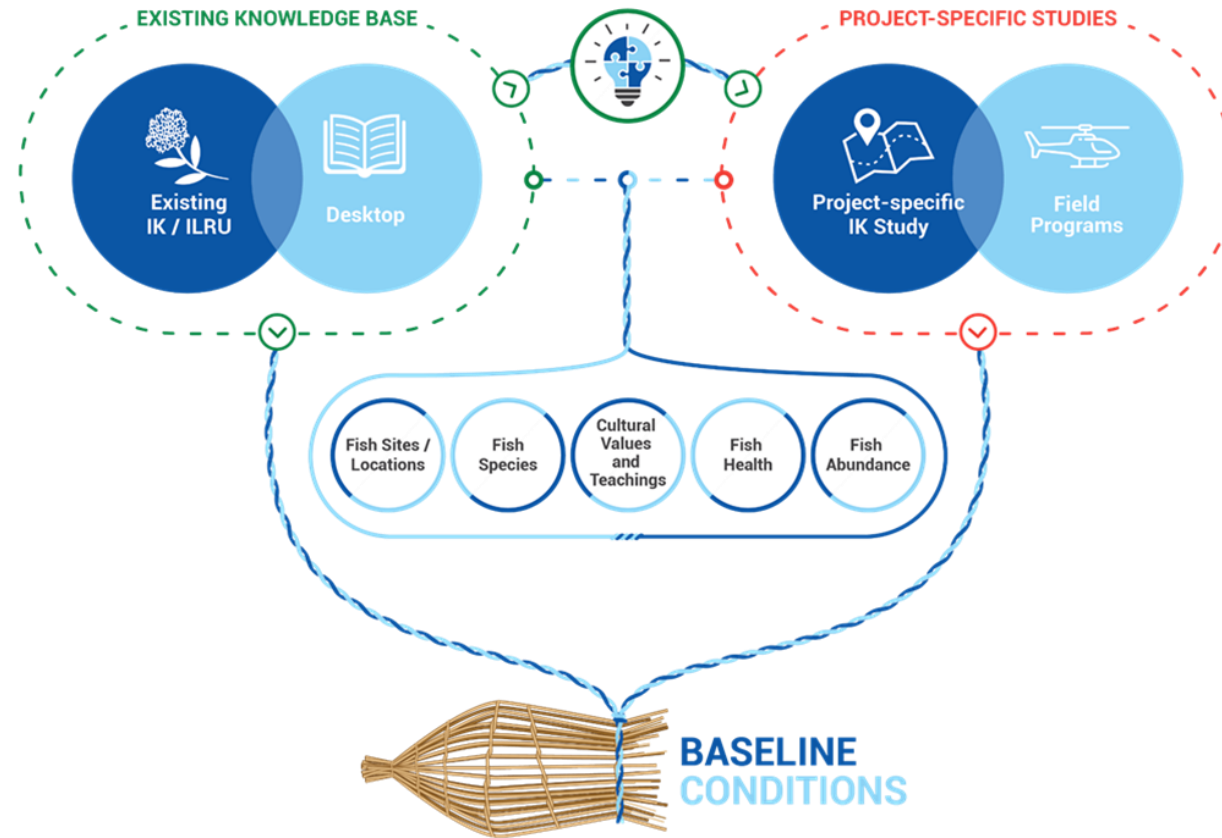 EXISTING KNOWLEDGE BASE
PROJECT-SPECIFIC STUDIES
Existing
IK / ILRU
Desktop
Project-specific
IK Study
Field
Programs
Fish Sites /
Locations
Fish
Species
Cultural
Values
and
Teachings
Fish
Health
Fish
Abundance
BASELINE
CONDITIONS